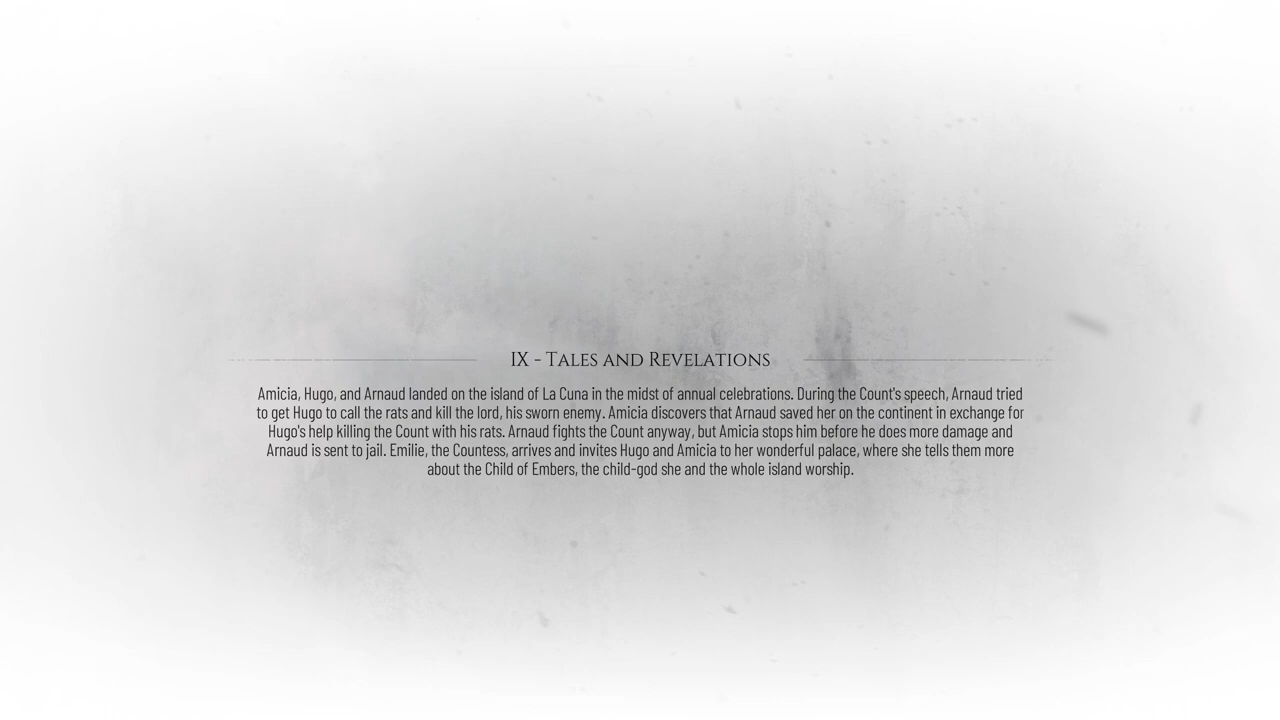 IX - Tales and Revelations
Amicia, Hugo, and Arnaud landed on the island of La Cuna in the midst of annual celebrations. During the Count's speech, Arnaud tried
to get Hugo to call the rats and kill the lord, his sworn enemy. Amicia discovers that Arnaud saved her on the continent in exchange for
Hugo's help killing the Count with his rats. Arnaud fights the Count anyway, but Amicia stops him before he does more damage and
Arnaud is sent to jail. Emilie, the Countess, arrives and invites Hugo and Amicia to her wonderful palace, where she tells them more
about the Child of Embers, the child-god she and the whole island worship.